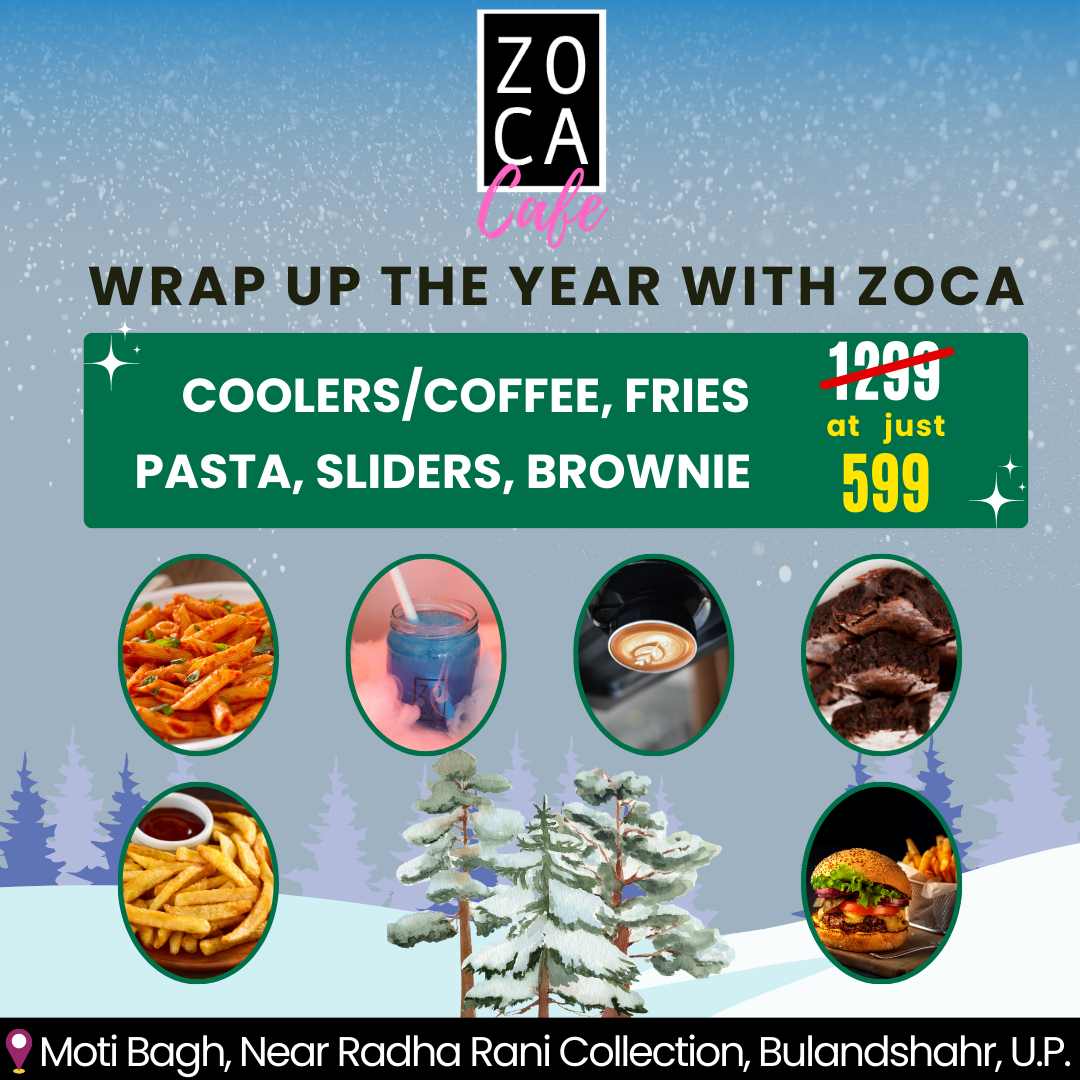 ZO
CA
Cafe
WRAP UP THE YEAR WITH ZOCA
COOLERS/COFFEE, FRIES
PASTA, SLIDERS, BROWNIE
1299
at just
599
ZO
Moti Bagh, Near Radha Rani Collection, Bulandshahr, U.P.